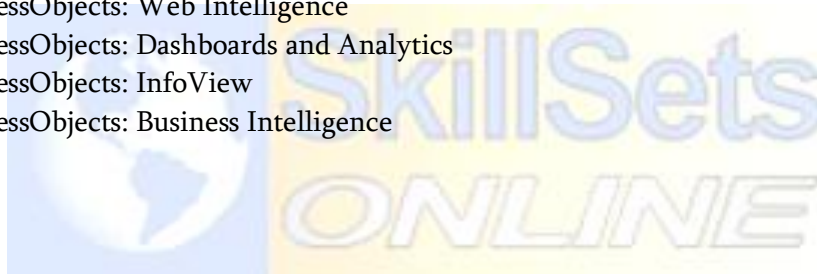 essObjects: Web Intelligence
essObjects: Dashboards and Analytics
essObjects: InfoView
essObjects: Business Intelligence
SkillSets
ONLINE